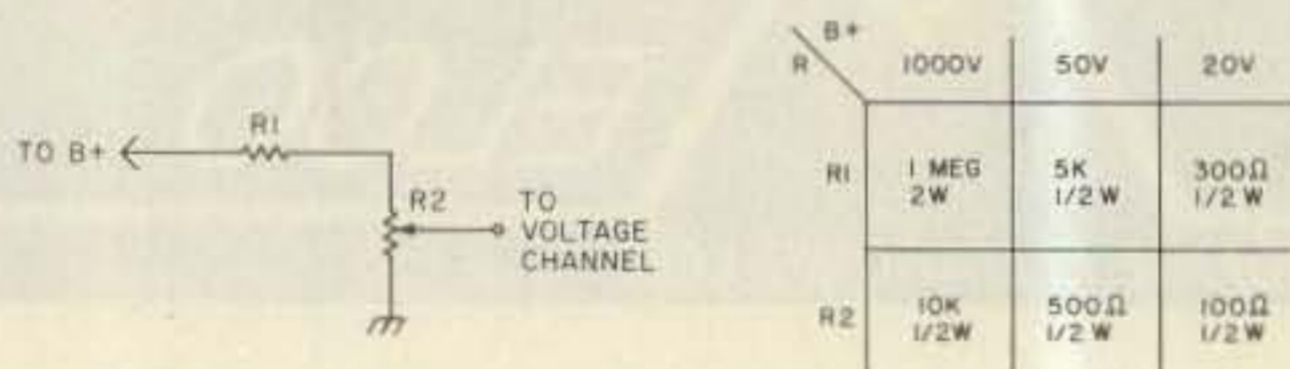 TO B+
R1
R2
TO
VOLTAGE
CHANNEL
B+
R
1000V 50V 20V
R1
1 MEG 5K 300Ω
2W 1/2 W 1/2 W
R2
10K 500Ω 100Ω
1/2W 1/2 W 1/2 W